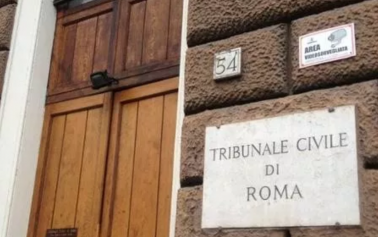 54
AREA
VIDEOSORVEGLIATA
TRIBUNALE CIVILE
DI
ROMA